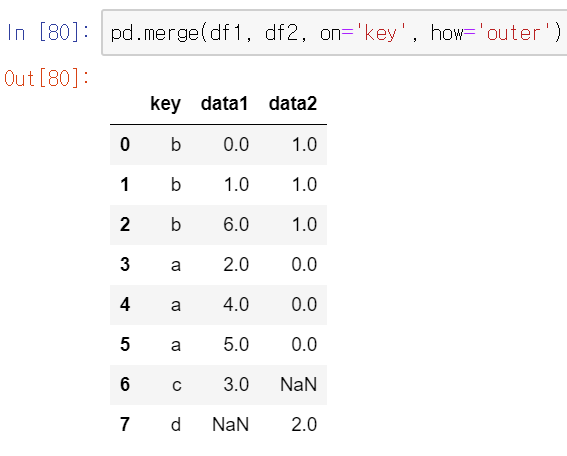 In [80]: pd.merge(df1, df2, on='key', how='outer')
Out[80]:
key data1 data2
0 b 0.0 1.0
1 b 1.0 1.0
2 b 6.0 1.0
3 a 2.0 0.0
4 a 4.0 0.0
5 a 5.0 0.0
6 c 3.0 NaN
7 d NaN 2.0